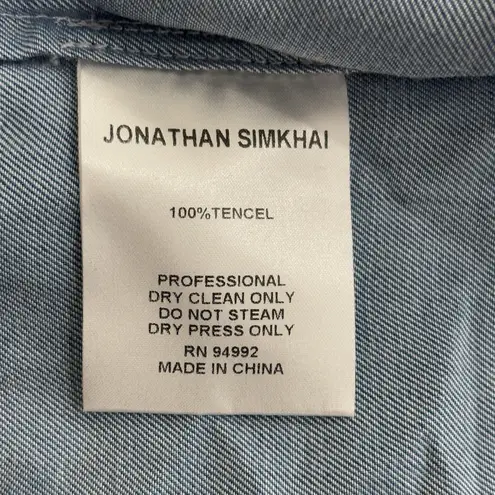 JONATHAN SIMKHAI
100%TENCEL
PROFESSIONAL
DRY CLEAN ONLY
DO NOT STEAM
DRY PRESS ONLY
RN 94992
MADE IN CHINA